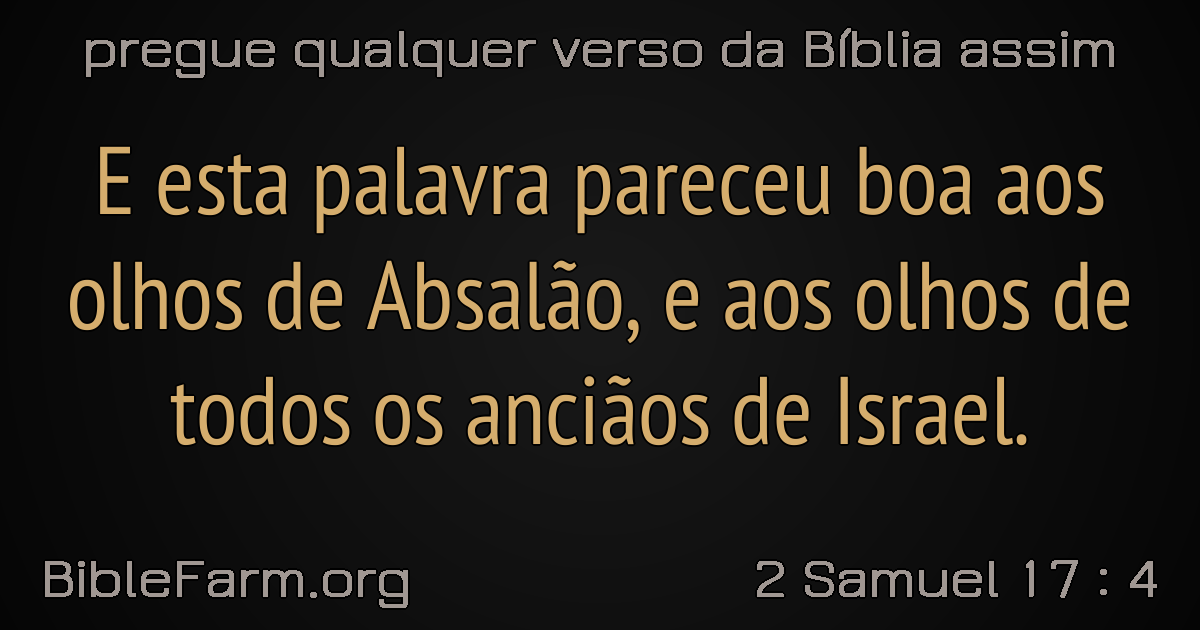 pregue qualquer verso da Bíblia assim
E esta palavra pareceu boa aos
olhos de Absalão, e aos olhos de
todos os anciãos de Israel.
BibleFarm.org
2 Samuel 17 : 4